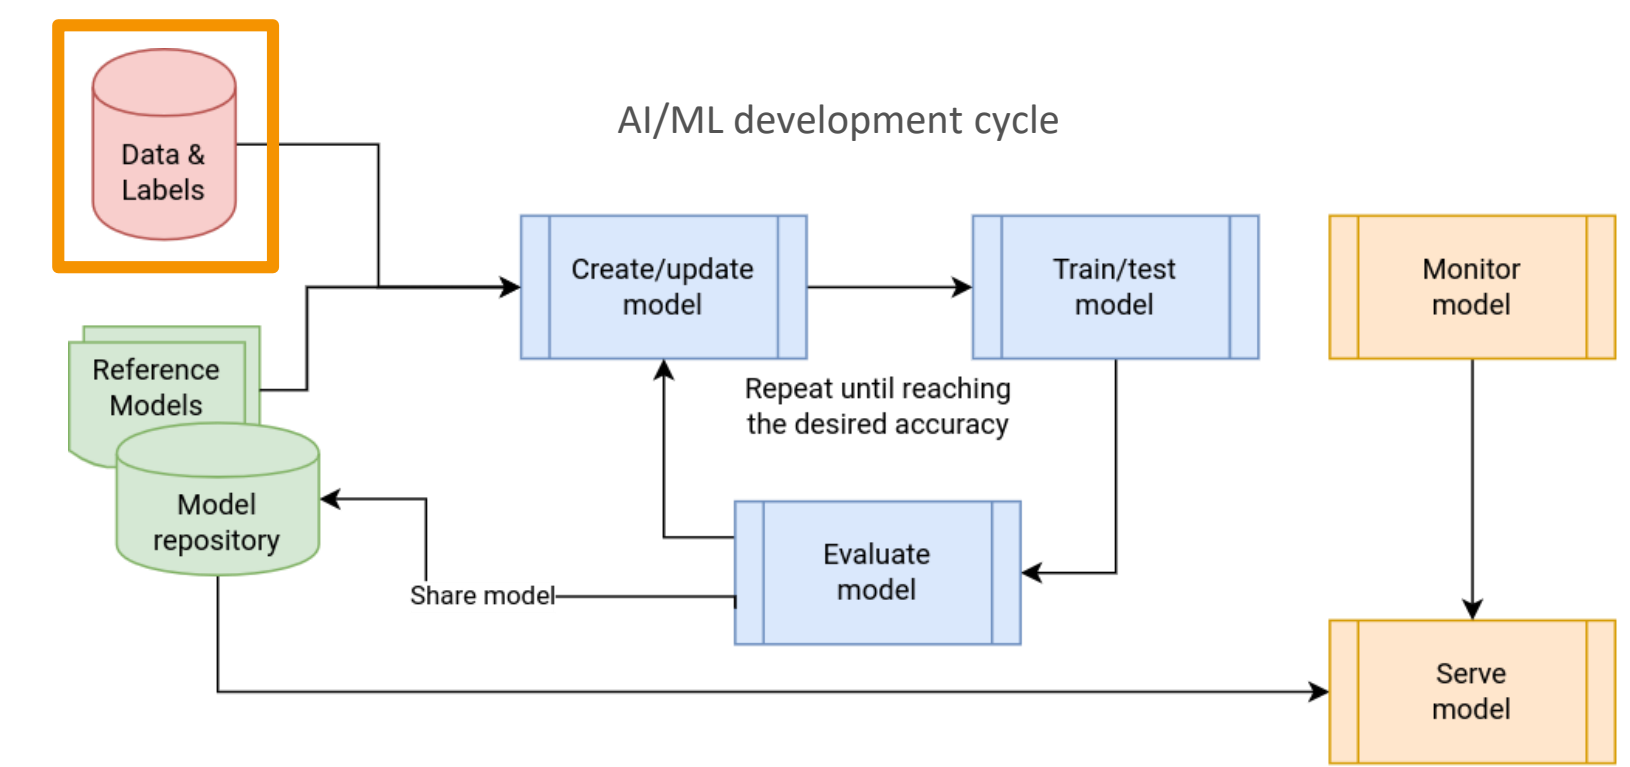 AI/ML development cycle
Data &
Labels
Create/update
model
Train/test
model
Monitor
model
Reference
Models
Repeat until reaching
the desired accuracy
Model
repository
Evaluate
model
Share model
Serve
model